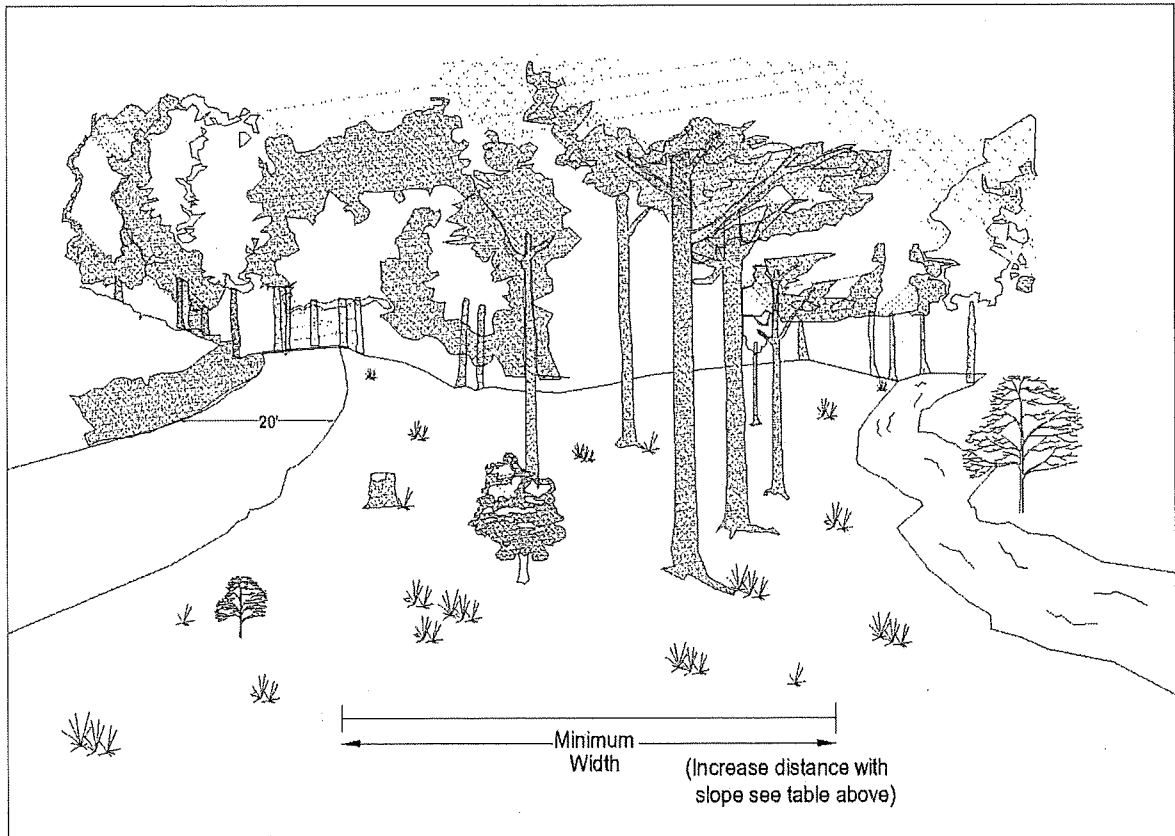 20'
Minimum
Width
(Increase distance with
slope see table above)